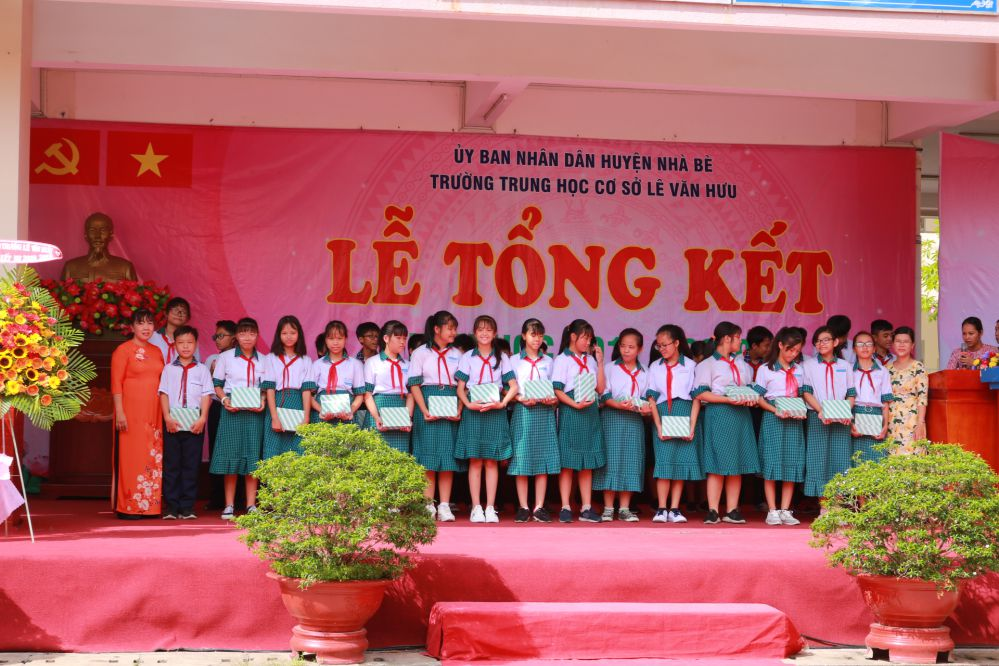 ỦY BAN NHÂN DÂN HUYỆN NHÀ BÈ
TRƯỜNG TRUNG HỌC CƠ SỞ LÊ VĂN HƯU
LỄ TỔNG KẾT